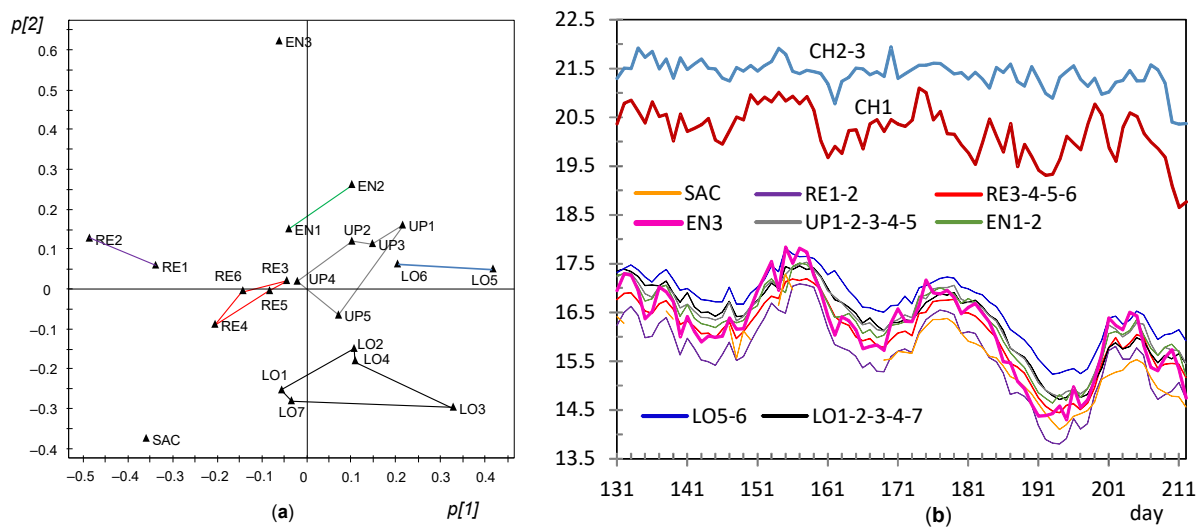 p[2]
0.6
0.5
0.4
0.3
0.2
0.1
0
–0.1
–0.2
–0.3
–0.4
EN3
EN2
EN1
UP2
UP1
UP3
RE2
RE1
LO6
LO5
RE3
UP4
RE6
RE5
RE4
UP5
LO2
LO4
LO1
LO7
LO3
SAC
–0.5 –0.4 –0.3 –0.2 –0.1 0 0.1 0.2 0.3 0.4
p[1]
(a)
22.5
21.5
20.5
19.5
18.5
17.5
16.5
15.5
14.5
13.5
CH2-3
CH1
SAC RE1-2 RE3-4-5-6
EN3 UP1-2-3-4-5 EN1-2
LO5-6 LO1-2-3-4-7
131 141 151 161 171 181 191 201 211
day
(b)